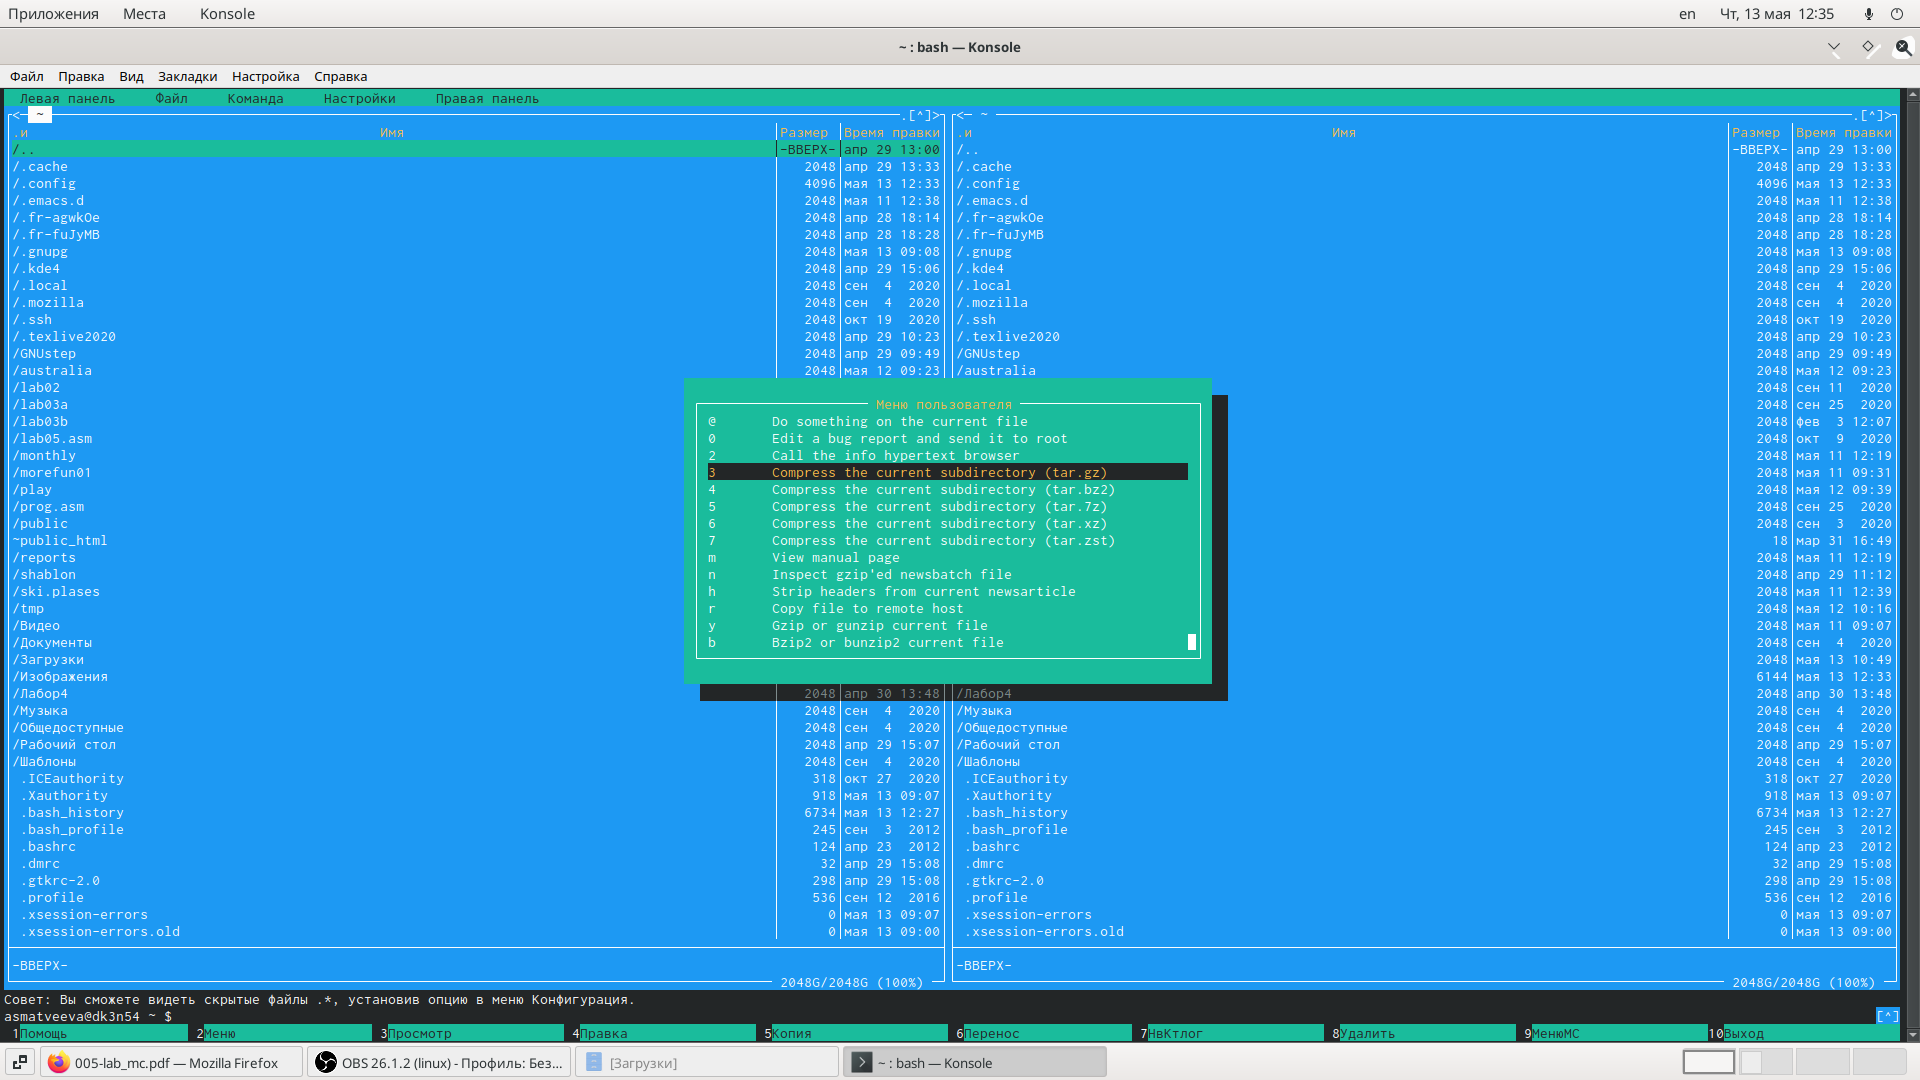 Приложения Места Konsole en Чт, 13 мая 12:35
~ : bash — Konsole
Файл Правка Вид Закладки Настройка Справка
Левая панель Файл Команда Настройки Правая панель
<─ ~ .[^]> <─ ~ .[^]>
.и Имя Размер Время правки .и Имя Размер Время правки
/.. -ВВЕРХ- апр 29 13:00 /.. -ВВЕРХ- апр 29 13:00
/.cache 2048 апр 29 13:33 /.cache 2048 апр 29 13:33
/.config 4096 мая 13 12:33 /.config 4096 мая 13 12:33
/.emacs.d 2048 мая 11 12:38 /.emacs.d 2048 мая 11 12:38
/.fr-agwkOe 2048 апр 28 18:14 /.fr-agwkOe 2048 апр 28 18:14
/.fr-fuJyMB 2048 апр 28 18:28 /.fr-fuJyMB 2048 апр 28 18:28
/.gnupg 2048 мая 13 09:08 /.gnupg 2048 мая 13 09:08
/.kde4 2048 апр 29 15:06 /.kde4 2048 апр 29 15:06
/.local 2048 сен 4 2020 /.local 2048 сен 4 2020
/.mozilla 2048 сен 4 2020 /.mozilla 2048 сен 4 2020
/.ssh 2048 окт 19 2020 /.ssh 2048 окт 19 2020
/.texlive2020 2048 апр 29 10:23 /.texlive2020 2048 апр 29 10:23
/GNUstep 2048 апр 29 09:49 /GNUstep 2048 апр 29 09:49
/australia 2048 мая 12 09:23 /australia 2048 мая 12 09:23
/lab02 2048 сен 11 2020
/lab03a Меню пользователя 2048 сен 25 2020
/lab03b @ Do something on the current file 2048 фев 3 12:07
/lab05.asm 0 Edit a bug report and send it to root 2048 окт 9 2020
/monthly 2 Call the info hypertext browser 2048 мая 11 12:19
/morefun01 3 Compress the current subdirectory (tar.gz) 2048 мая 11 09:31
/play 4 Compress the current subdirectory (tar.bz2) 2048 мая 12 09:39
/prog.asm 5 Compress the current subdirectory (tar.7z) 2048 сен 25 2020
/public 6 Compress the current subdirectory (tar.xz) 2048 сен 3 2020
~public_html 7 Compress the current subdirectory (tar.zst) 18 мар 31 16:49
/reports m View manual page 2048 мая 11 12:19
/shablon n Inspect gzip'ed newsbatch file 2048 апр 29 11:12
/ski.plases h Strip headers from current newsarticle 2048 мая 11 12:39
/tmp r Copy file to remote host 2048 мая 12 10:16
/Видео y Gzip or gunzip current file 2048 мая 11 09:07
/Документы b Bzip2 or bunzip2 current file 2048 сен 4 2020
/Загрузки 2048 мая 13 10:49
/Изображения 6144 мая 13 12:33
/Лабор4 2048 апр 30 13:48 /Лабор4 2048 апр 30 13:48
/Музыка 2048 сен 4 2020 /Музыка 2048 сен 4 2020
/Общедоступные 2048 сен 4 2020 /Общедоступные 2048 сен 4 2020
/Рабочий стол 2048 апр 29 15:07 /Рабочий стол 2048 апр 29 15:07
/Шаблоны 2048 сен 4 2020 /Шаблоны 2048 сен 4 2020
.ICEauthority 318 окт 27 2020 .ICEauthority 318 окт 27 2020
.Xauthority 918 мая 13 09:07 .Xauthority 918 мая 13 09:07
.bash_history 6734 мая 13 12:27 .bash_history 6734 мая 13 12:27
.bash_profile 245 сен 3 2012 .bash_profile 245 сен 3 2012
.bashrc 124 апр 23 2012 .bashrc 124 апр 23 2012
.dmrc 32 апр 29 15:08 .dmrc 32 апр 29 15:08
.gtkrc-2.0 298 апр 29 15:08 .gtkrc-2.0 298 апр 29 15:08
.profile 536 сен 12 2016 .profile 536 сен 12 2016
.xsession-errors 0 мая 13 09:07 .xsession-errors 0 мая 13 09:07
.xsession-errors.old 0 мая 13 09:00 .xsession-errors.old 0 мая 13 09:00
-ВВЕРХ- -ВВЕРХ-
2048G/2048G (100%) 2048G/2048G (100%)
Совет: Вы сможете видеть скрытые файлы .*, установив опцию в меню Конфигурация.
asmatveeva@dk3n54 ~ $ [^]
1Помощь 2Меню 3Просмотр 4Правка 5Копия 6Перенос 7НвКтлог 8Удалить 9МенюМС 10Выход
005-lab_mc.pdf — Mozilla Firefox OBS 26.1.2 (linux) - Профиль: Без... [Загрузки] ~ : bash — Konsole